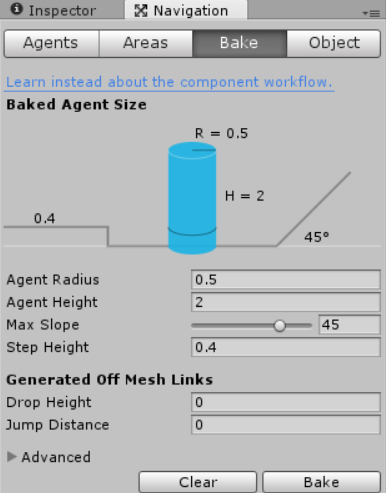 Inspector Navigation
Agents Areas Bake Object
Learn instead about the component workflow.
Baked Agent Size
R = 0.5
H = 2
0.4
45°
Agent Radius 0.5
Agent Height 2
Max Slope 45
Step Height 0.4
Generated Off Mesh Links
Drop Height 0
Jump Distance 0
Advanced
Clear Bake